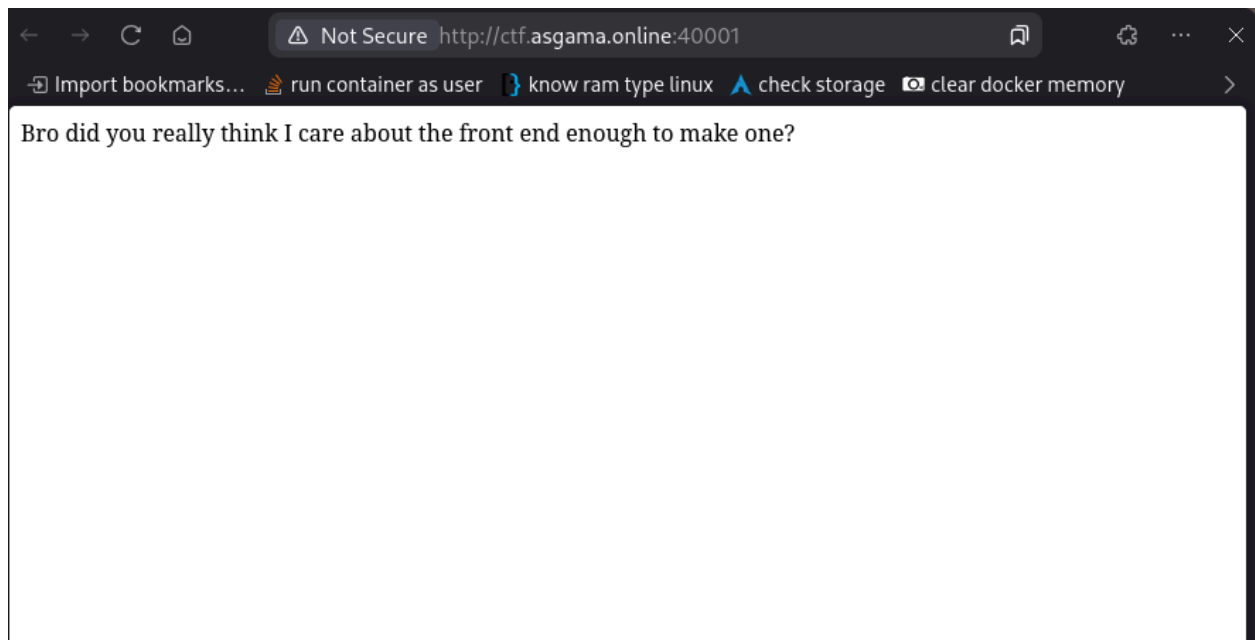 Not Secure http://ctf.asgama.online:40001
Import bookmarks... run container as user know ram type linux check storage clear docker memory
Bro did you really think I care about the front end enough to make one?